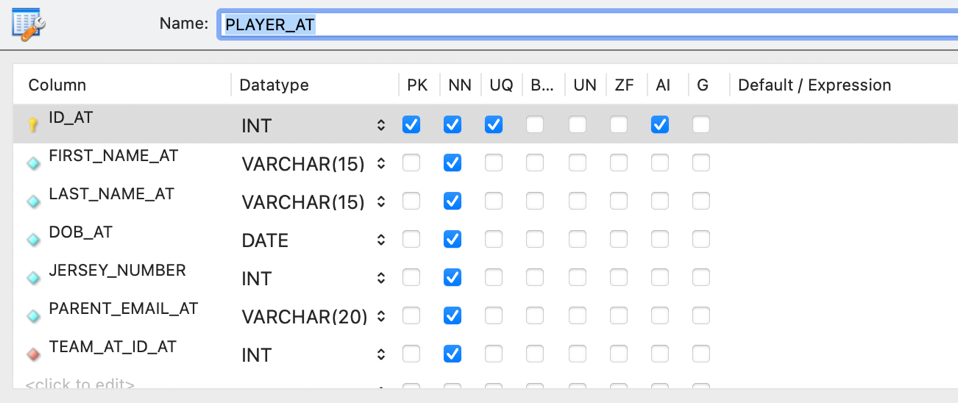 Name: PLAYER_AT
Column Datatype PK NN UQ B... UN ZF AI G Default / Expression
ID_AT INT
FIRST_NAME_AT VARCHAR(15)
LAST_NAME_AT VARCHAR(15)
DOB_AT DATE
JERSEY_NUMBER INT
PARENT_EMAIL_AT VARCHAR(20)
TEAM_AT_ID_AT INT
<click to edit>